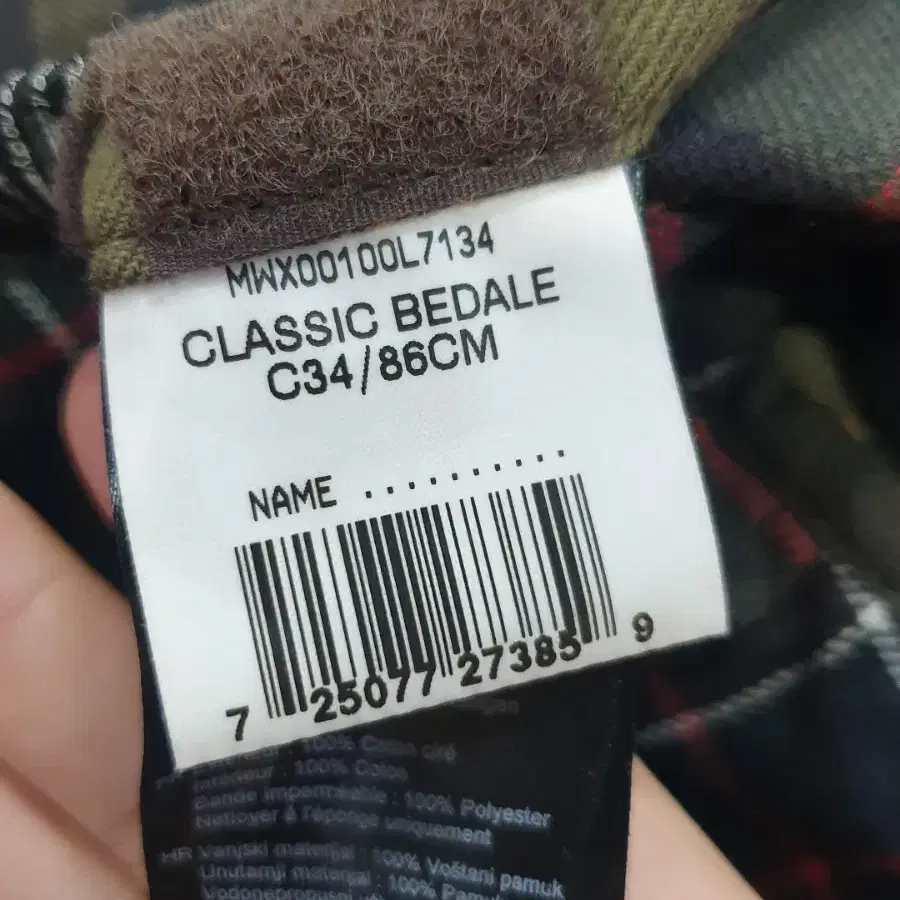 MWX00100L7134
CLASSIC BEDALE
C34/86CM
NAME ..........
7 25077 27385 9
100% Coton ciré
: 100% Coton
Bande imperméable : 100% Polyester
Nettoyer à l'éponge uniquement
HR Vanjski materijal : 100% Voštani pamuk
Unutarnji materijal : 100% Pamuk